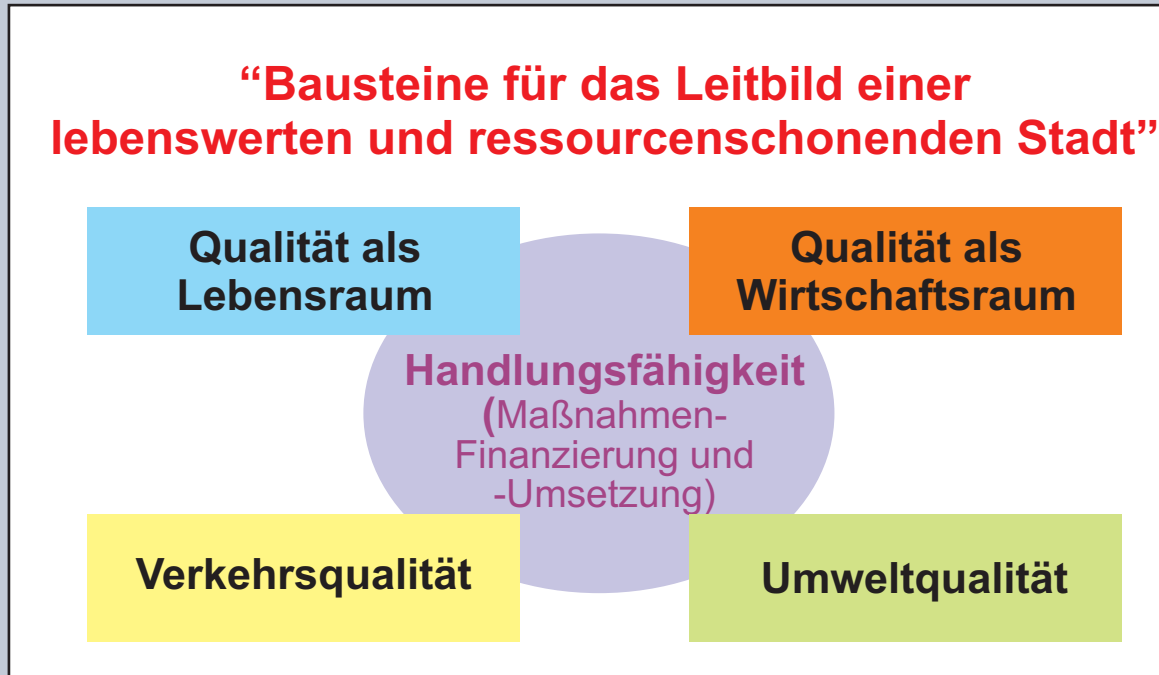 “Bausteine für das Leitbild einer
lebenswerten und ressourcenschonenden Stadt”
Qualität als
Lebensraum
Qualität als
Wirtschaftsraum
Handlungsfähigkeit
(Maßnahmen-
Finanzierung und
-Umsetzung)
Verkehrsqualität
Umweltqualität